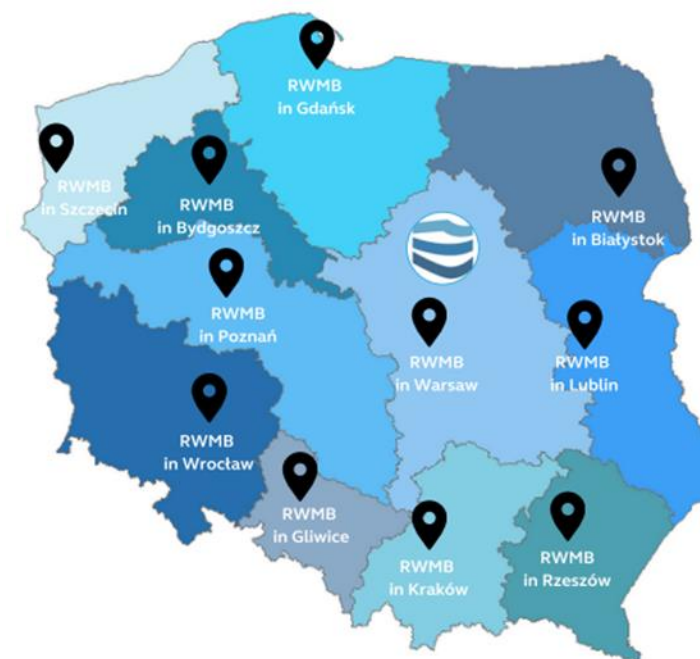 RWMB
in Gdańsk
RWMB
in Szczecin
RWMB
in Bydgoszcz
RWMB
in Białystok
RWMB
in Poznań
RWMB
in Warsaw
RWMB
in Lublin
RWMB
in Wrocław
RWMB
in Gliwice
RWMB
in Kraków
RWMB
in Rzeszów